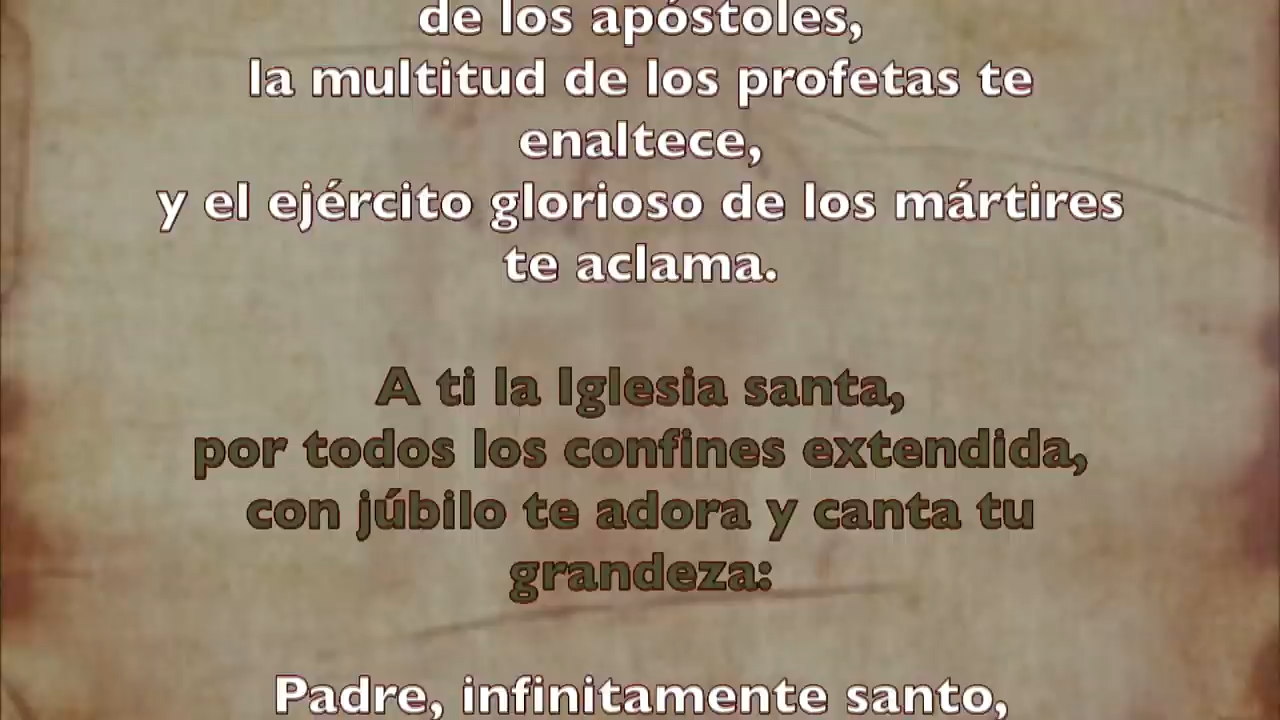 de los apóstoles,
la multitud de los profetas te
enaltece,
y el ejército glorioso de los mártires
te aclama.
A ti la Iglesia santa,
por todos los confines extendida,
con júbilo te adora y canta tu
grandeza:
Padre, infinitamente santo,